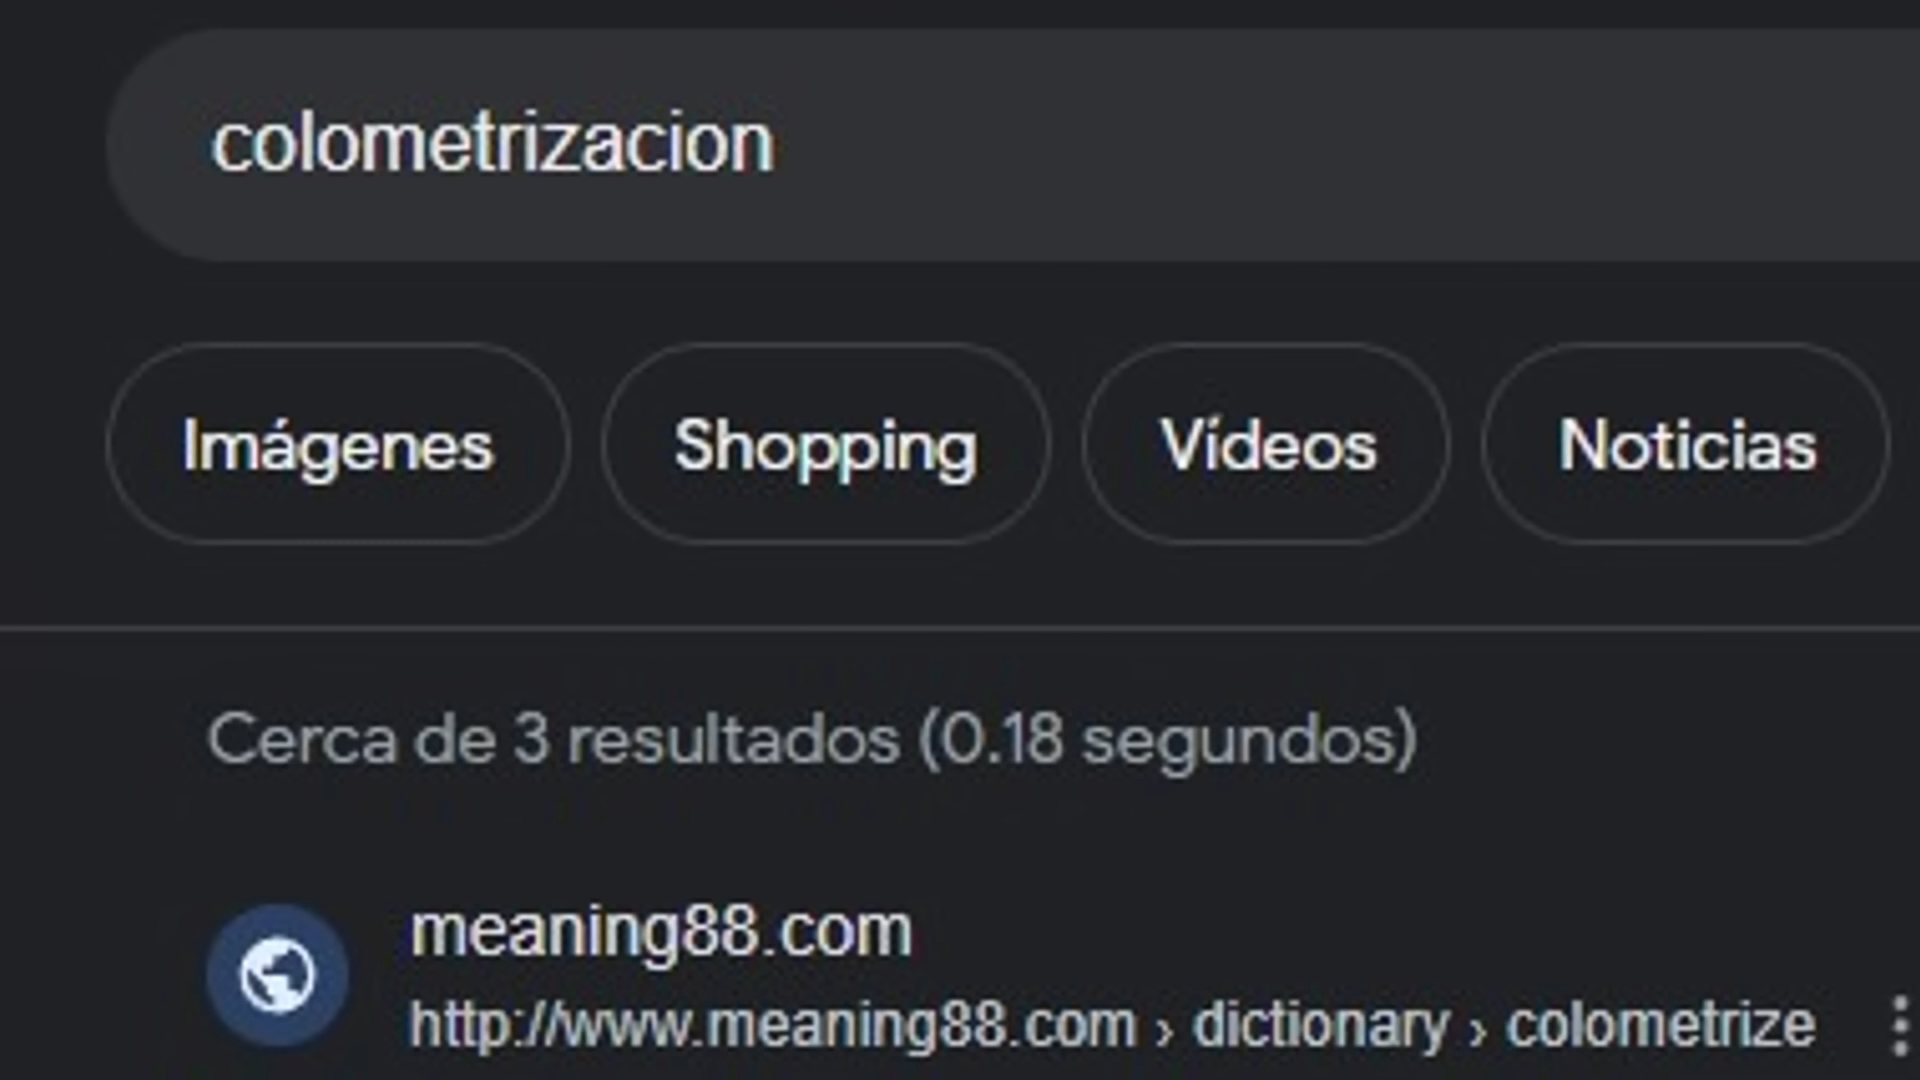 colometrizacion
Imágenes Shopping Vídeos Noticias
Cerca de 3 resultados (0.18 segundos)
meaning88.com
http://www.meaning88.com › dictionary › colometrize